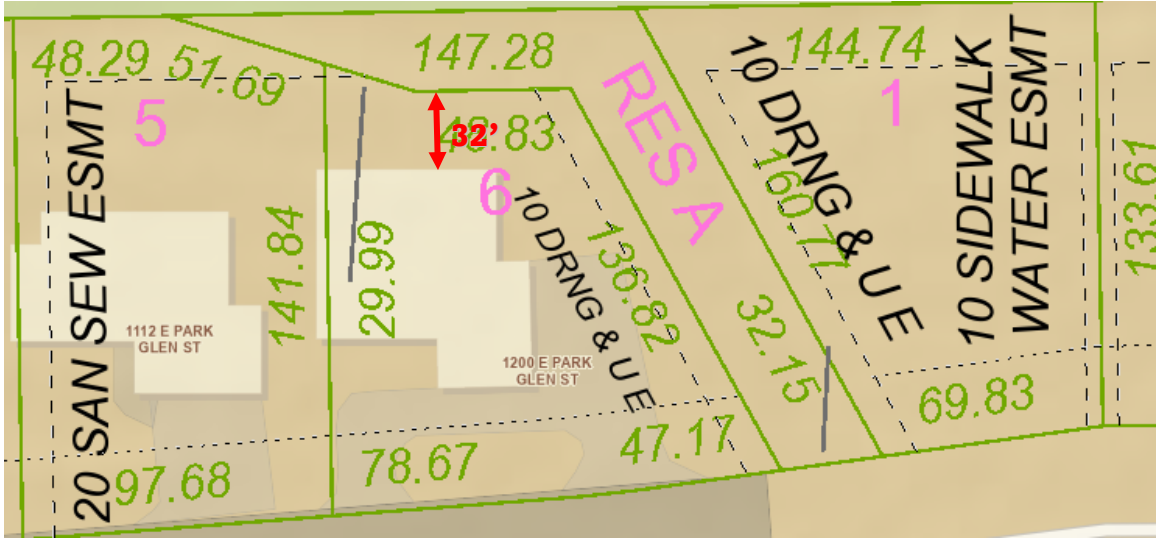 48.29
51.69
147.28
144.74
5
32'
48.83
6
RES A
1
10 DRNG & U E
160.77
10 SIDEWALK
WATER ESMT
133.61
20 SAN SEW ESMT
141.84
29.99
10 DRNG & U E
136.82
32.15
1112 E PARK
GLEN ST
1200 E PARK
GLEN ST
97.68
78.67
47.17
69.83